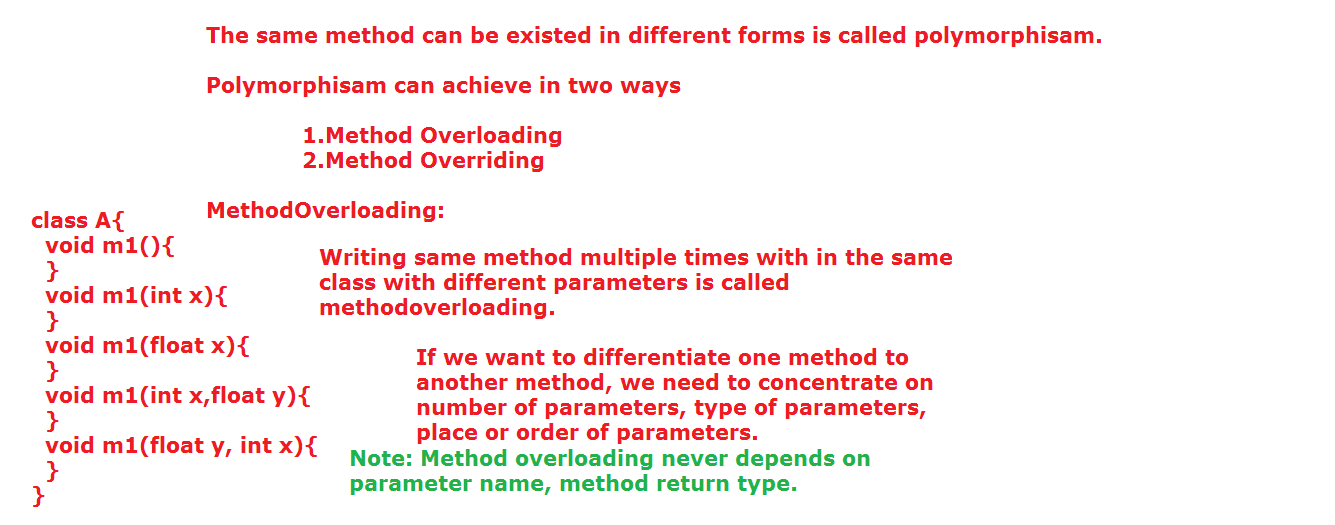 The same method can be existed in different forms is called polymorphisam.
Polymorphisam can achieve in two ways
1.Method Overloading
2.Method Overriding
MethodOverloading:
class A{
void m1(){
}
void m1(int x){
}
void m1(float x){
}
void m1(int x,float y){
}
void m1(float y, int x){
}
}
Writing same method multiple times with in the same
class with different parameters is called
methodoverloading.
If we want to differentiate one method to
another method, we need to concentrate on
number of parameters, type of parameters,
place or order of parameters.
Note: Method overloading never depends on
parameter name, method return type.